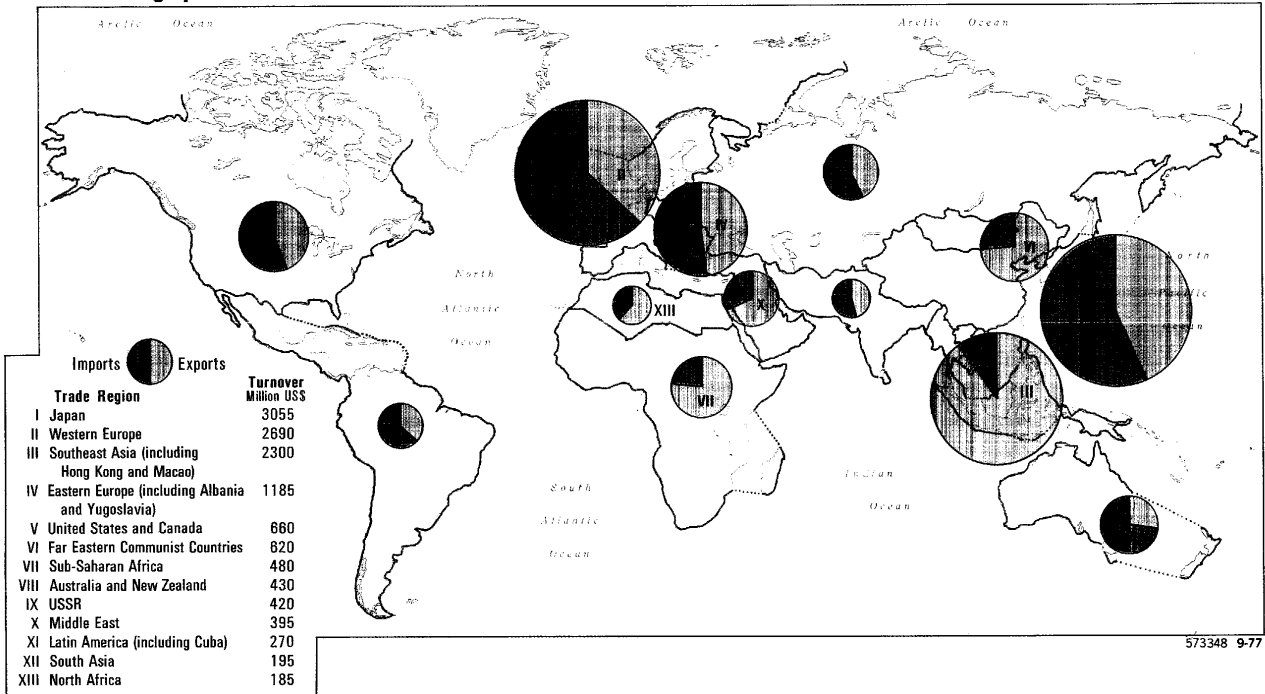 Arctic Ocean
Arctic Ocean
II
IV
VI
North
Pacific
Ocean
North
Atlantic
Ocean
X
XIII
VII
III
Indian
Ocean
South
Atlantic
Ocean
Imports Exports
Trade Region Turnover Million US$
I Japan 3055
II Western Europe 2690
III Southeast Asia (including 2300
Hong Kong and Macao)
IV Eastern Europe (including Albania 1185
and Yugoslavia)
V United States and Canada 660
VI Far Eastern Communist Countries 620
VII Sub-Saharan Africa 480
VIII Australia and New Zealand 430
IX USSR 420
X Middle East 395
XI Latin America (including Cuba) 270
XII South Asia 195
XIII North Africa 185
573348 9-77